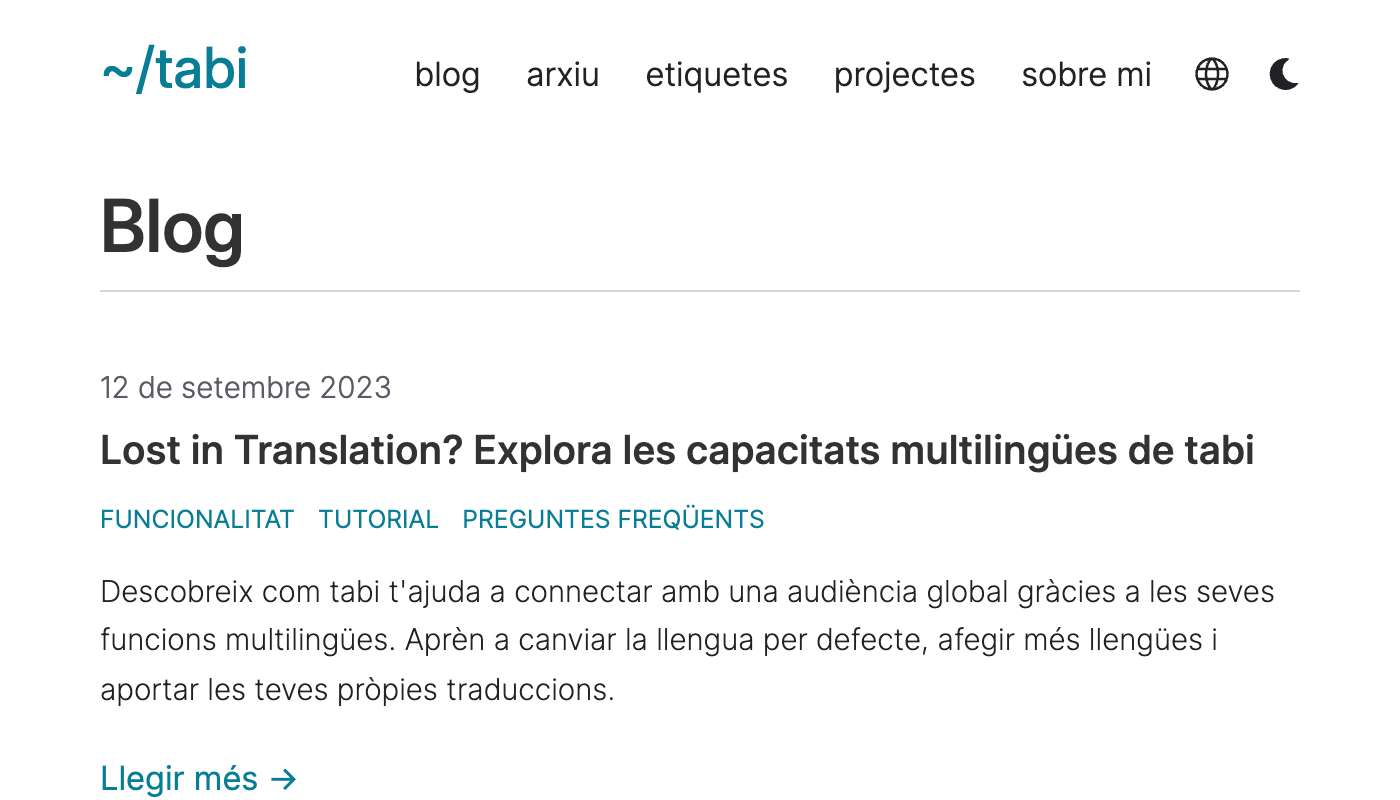 ~/tabi
blog arxiu etiquetes projectes sobre mi
Blog
12 de setembre 2023
Lost in Translation? Explora les capacitats multilingües de tabi
FUNCIONALITAT TUTORIAL PREGUNTES FREQÜENTS
Descobreix com tabi t'ajuda a connectar amb una audiència global gràcies a les seves
funcions multilingües. Aprèn a canviar la llengua per defecte, afegir més llengües i
aportar les teves pròpies traduccions.
Llegir més →